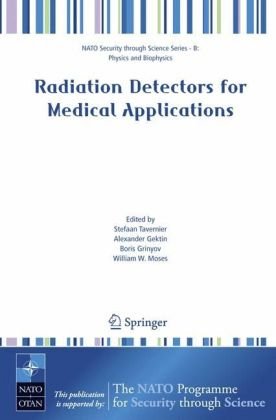 NATO Security through Science Series - B:
Physics and Biophysics
Radiation Detectors for
Medical Applications
Edited by
Stefaan Tavernier
Alexander Gektin
Boris Grinyov
William W. Moses
Springer
NATO
OTAN
This publication
is supported by:
The NATO Programme
for Security through Science